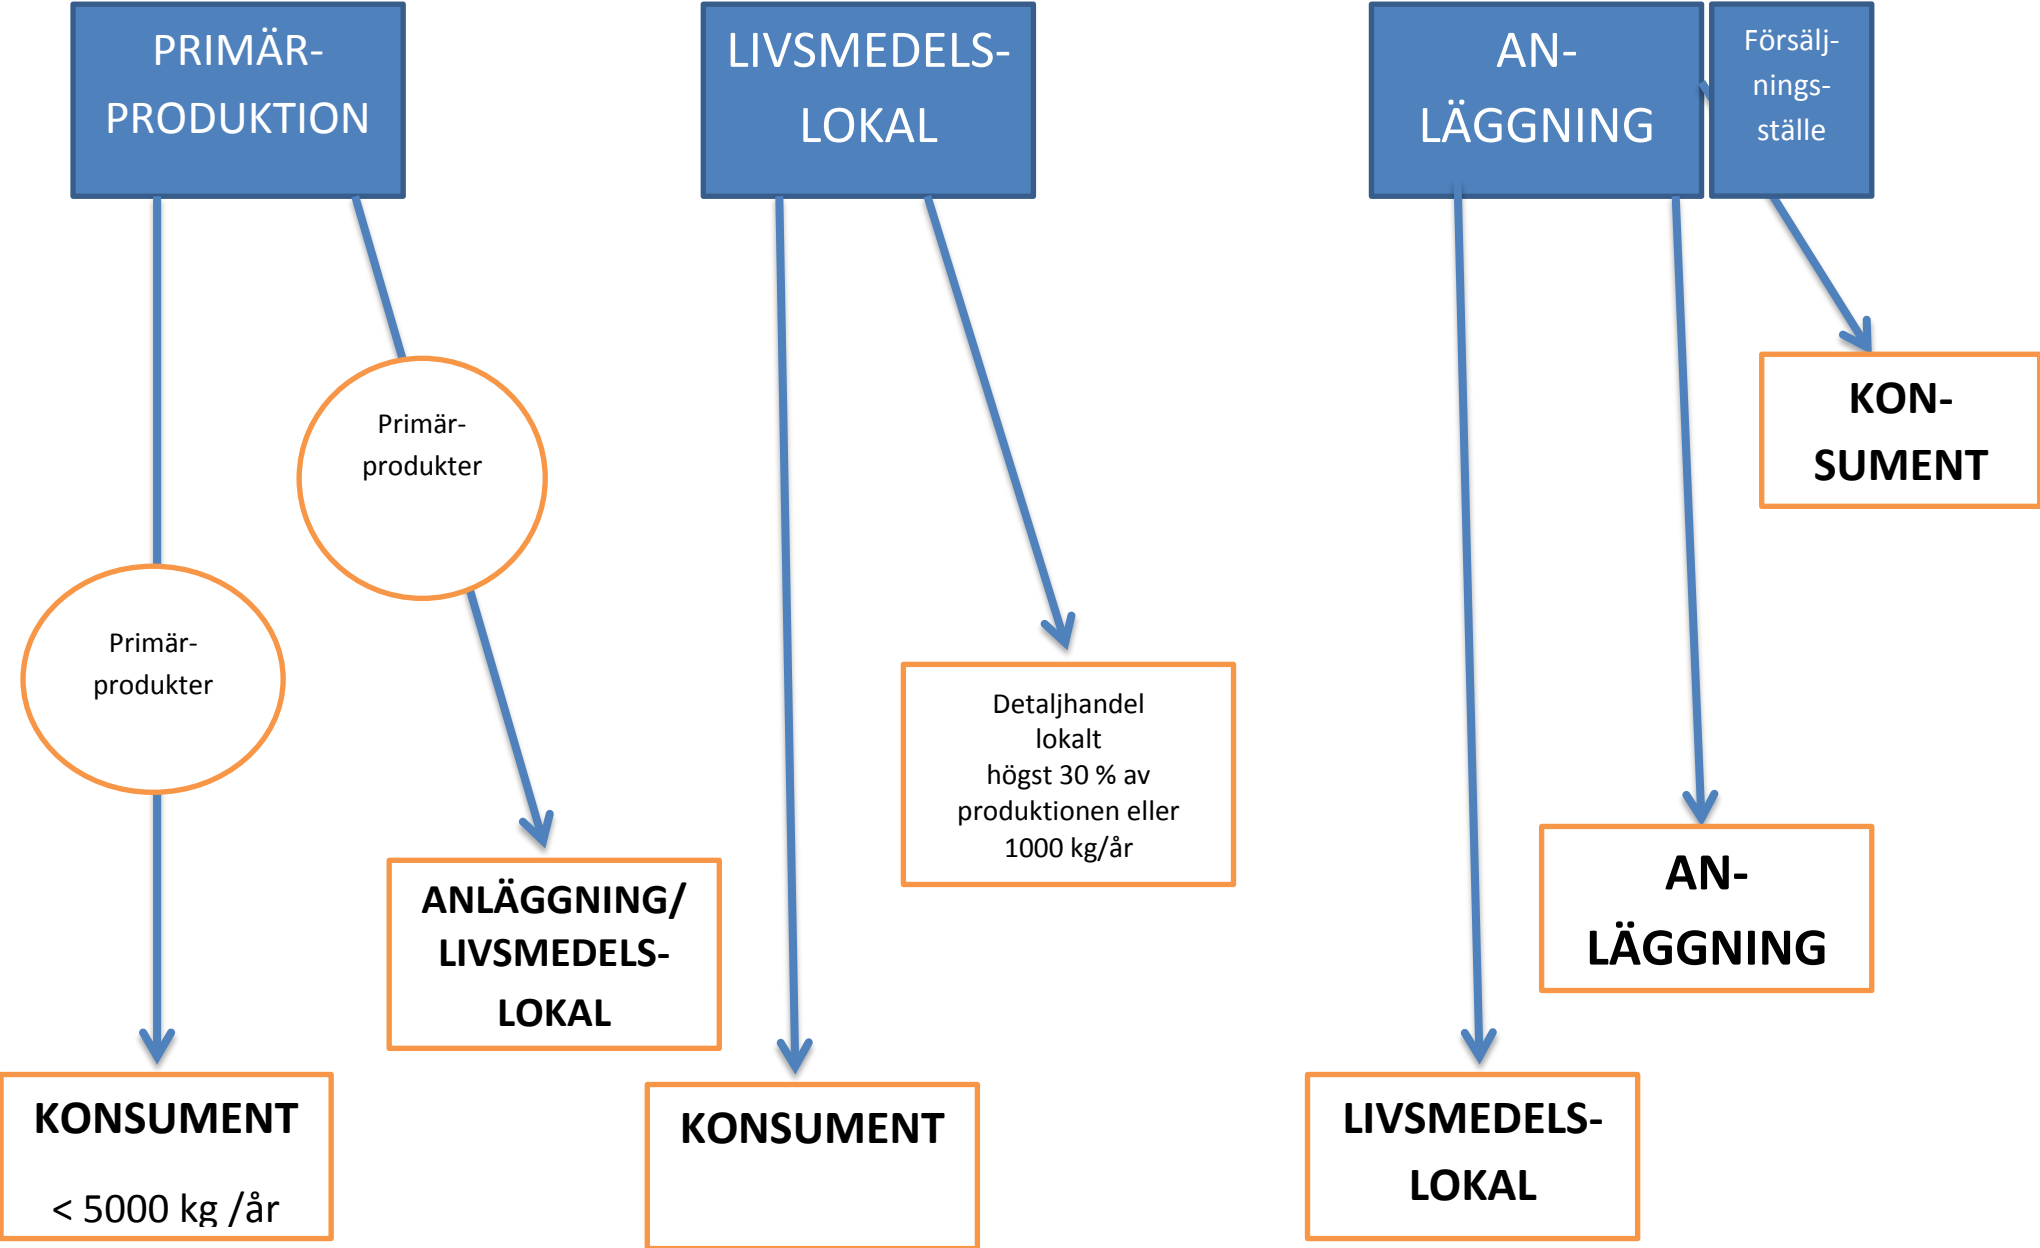 PRIMÄR-
PRODUKTION
LIVSMEDELS-
LOKAL
AN-
LÄGGNING
Försälj-
nings-
ställe
KON-
SUMENT
Primär-
produkter
Primär-
produkter
Detaljhandel
lokalt
högst 30 % av
produktionen eller
1000 kg/år
ANLÄGGNING/
LIVSMEDELS-
LOKAL
AN-
LÄGGNING
KONSUMENT
< 5000 kg /år
KONSUMENT
LIVSMEDELS-
LOKAL